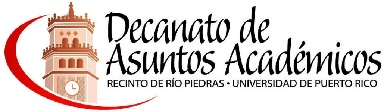 Decanato de
Asuntos Académicos
RECINTO DE RÍO PIEDRAS • UNIVERSIDAD DE PUERTO RICO